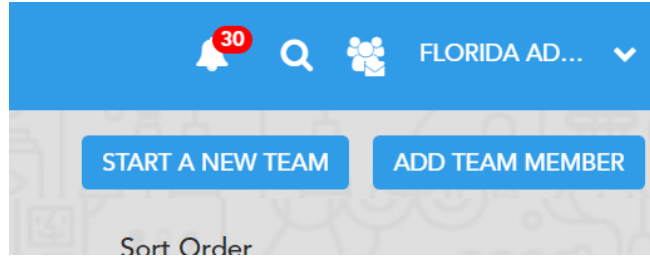 30
FLORIDA AD...
START A NEW TEAM
ADD TEAM MEMBER
Sort Order